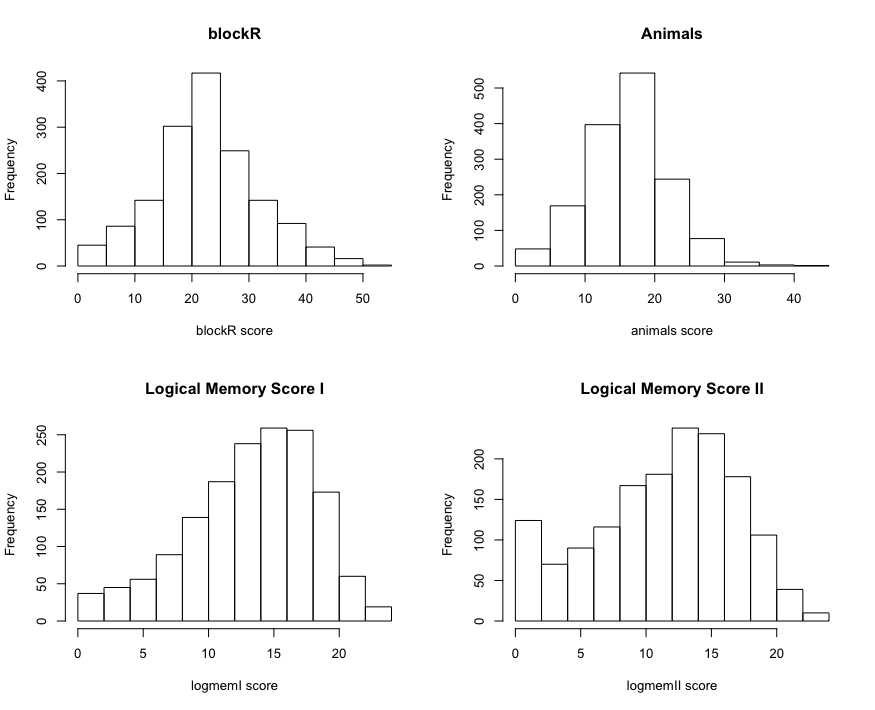 blockR
Frequency
400
300
200
100
0
0 10 20 30 40 50
blockR score
Animals
Frequency
500
400
300
200
100
0
0 10 20 30 40
animals score
Logical Memory Score I
Frequency
250
200
150
100
50
0
0 5 10 15 20
logmemI score
Logical Memory Score II
Frequency
200
150
100
50
0
0 5 10 15 20
logmemII score